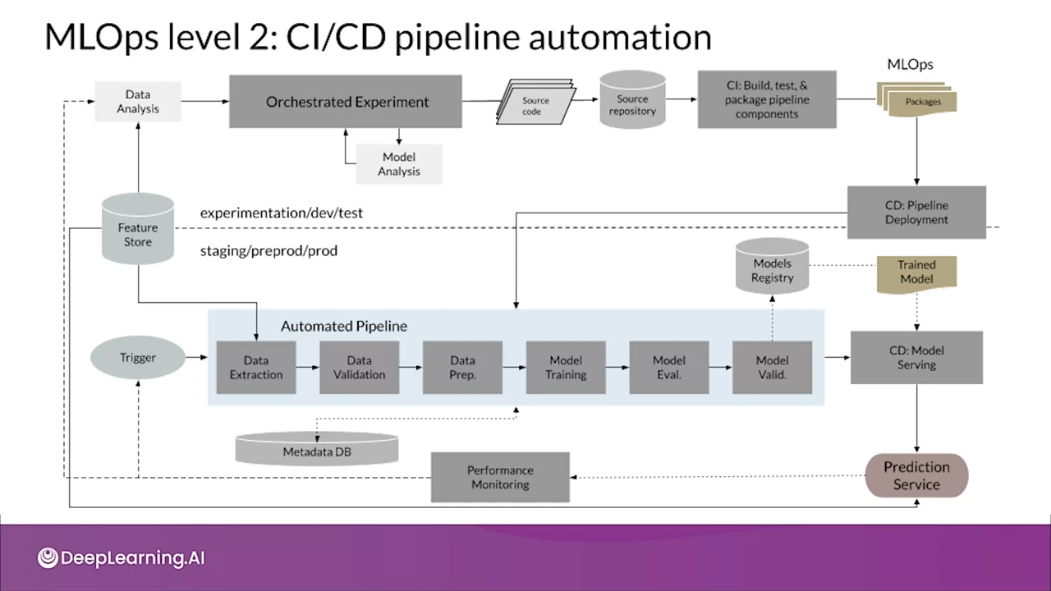 MLOps level 2: CI/CD pipeline automation
MLOps
Data
Analysis
Orchestrated Experiment
Source
code
Source
repository
CI: Build, test, &
package pipeline
components
Packages
Model
Analysis
Feature
Store
experimentation/dev/test
staging/preprod/prod
CD: Pipeline
Deployment
Models
Registry
Trained
Model
Automated Pipeline
Trigger
Data
Extraction
Data
Validation
Data
Prep.
Model
Training
Model
Eval.
Model
Valid.
CD: Model
Serving
Metadata DB
Performance
Monitoring
Prediction
Service
DeepLearning.AI